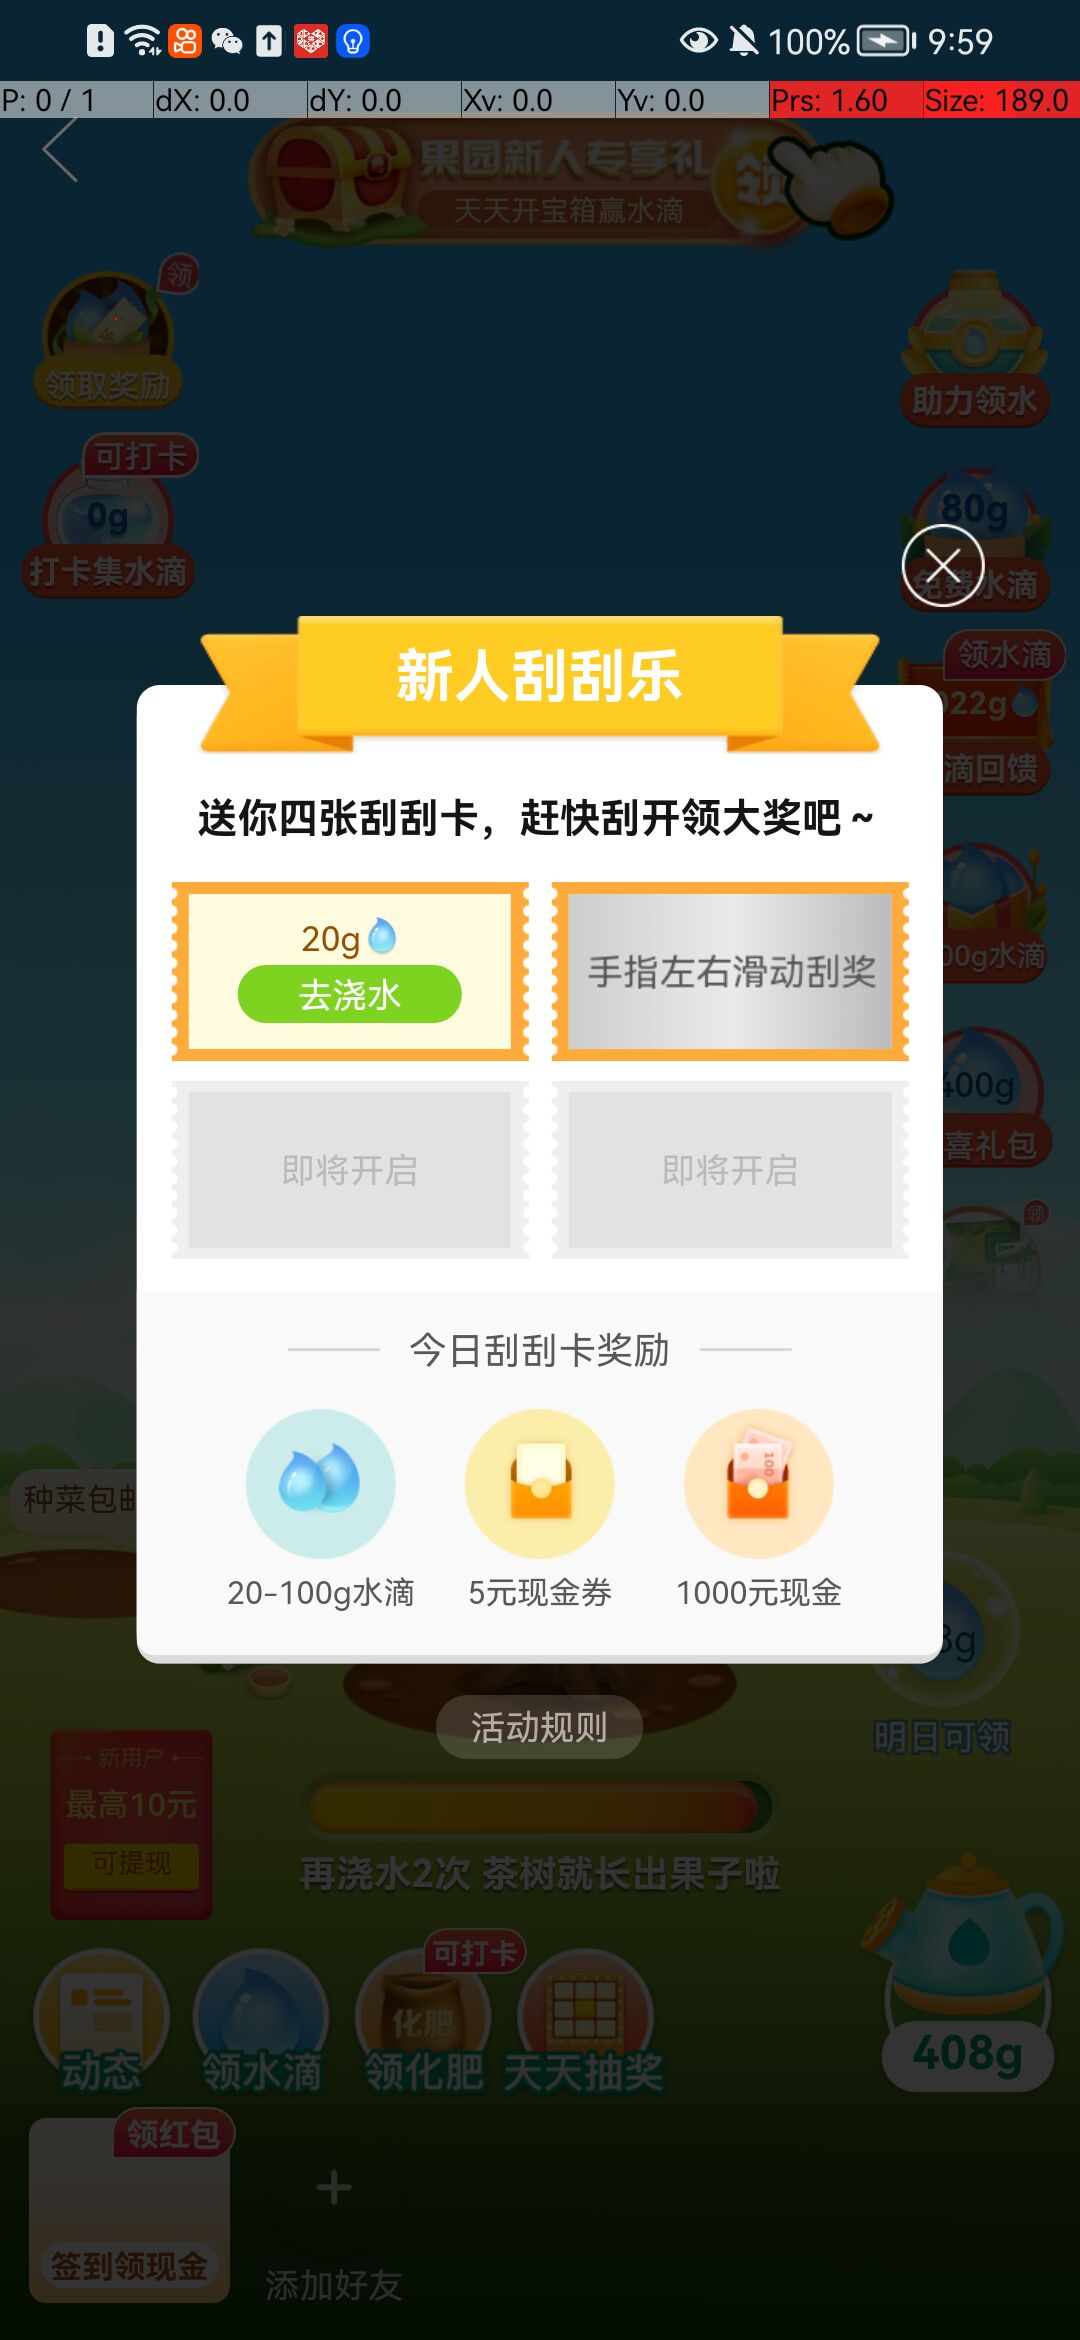 100% 9:59
P: 0 / 1 dX: 0.0 dY: 0.0 Xv: 0.0 Yv: 0.0 Prs: 1.60 Size: 189.0
果园新人专享礼
领
天天开宝箱赢水滴
领
领取奖励
助力领水
可打卡
0g
80g
打卡集水滴
免费水滴
领水滴
新人刮刮乐
022g
滴回馈
送你四张刮刮卡，赶快刮开领大奖吧~
20g
去浇水
手指左右滑动刮奖
00g水滴
400g
喜礼包
即将开启
即将开启
领
今日刮刮卡奖励
100
种菜包邮
20-100g水滴
5元现金券
1000元现金
8g
活动规则
明日可领
新用户
最高10元
可提现
再浇水2次 茶树就长出果子啦
可打卡
化肥
动态
领水滴
领化肥
天天抽奖
408g
领红包
签到领现金
+
添加好友